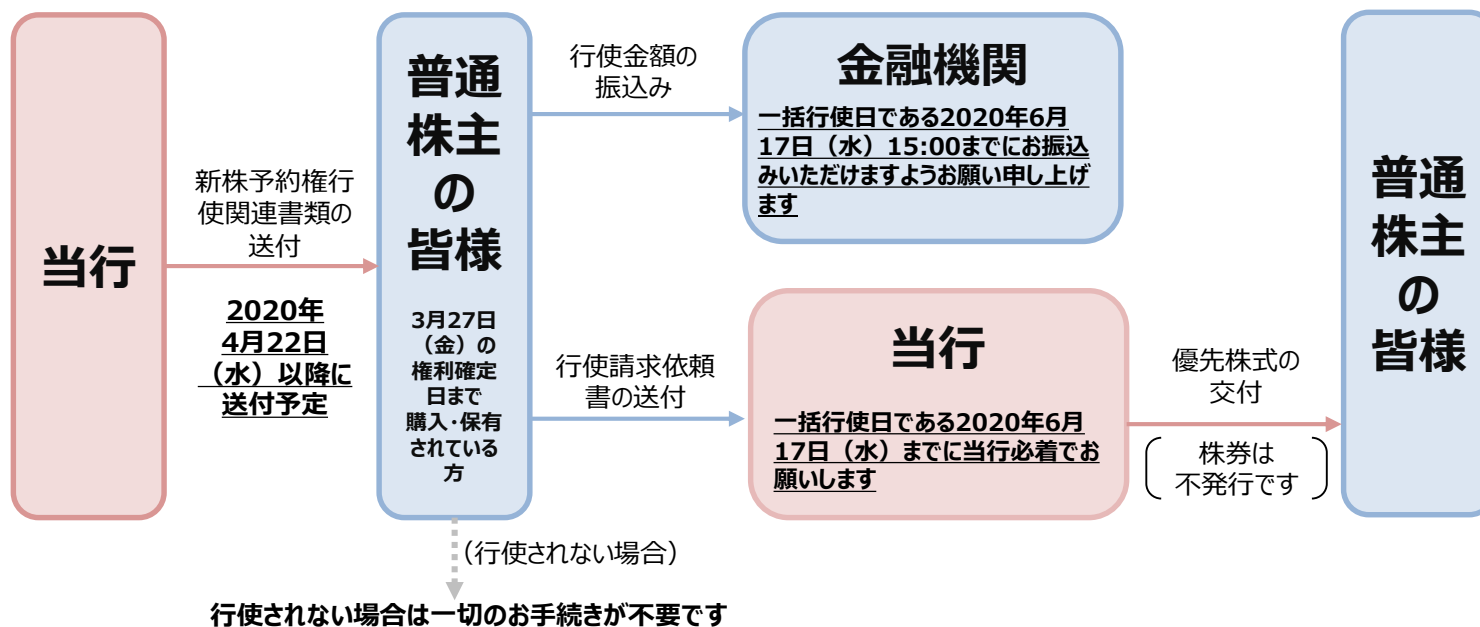 当行
新株予約権行
使関連書類の
送付
2020年
4月22日
（水）以降に
送付予定
普通
株主
の
皆様
3月27日
（金）の
権利確定
日まで
購入・保有
されている
方
行使金額の
振込み
金融機関
一括行使日である2020年6月
17日（水）15:00までにお振込
みいただけますようお願い申し上げ
ます
行使請求依頼
書の送付
当行
一括行使日である2020年6月
17日（水）までに当行必着でお
願いします
優先株式の
交付
株券は
不発行です
普通
株主
の
皆様
（行使されない場合）
行使されない場合は一切のお手続きが不要です